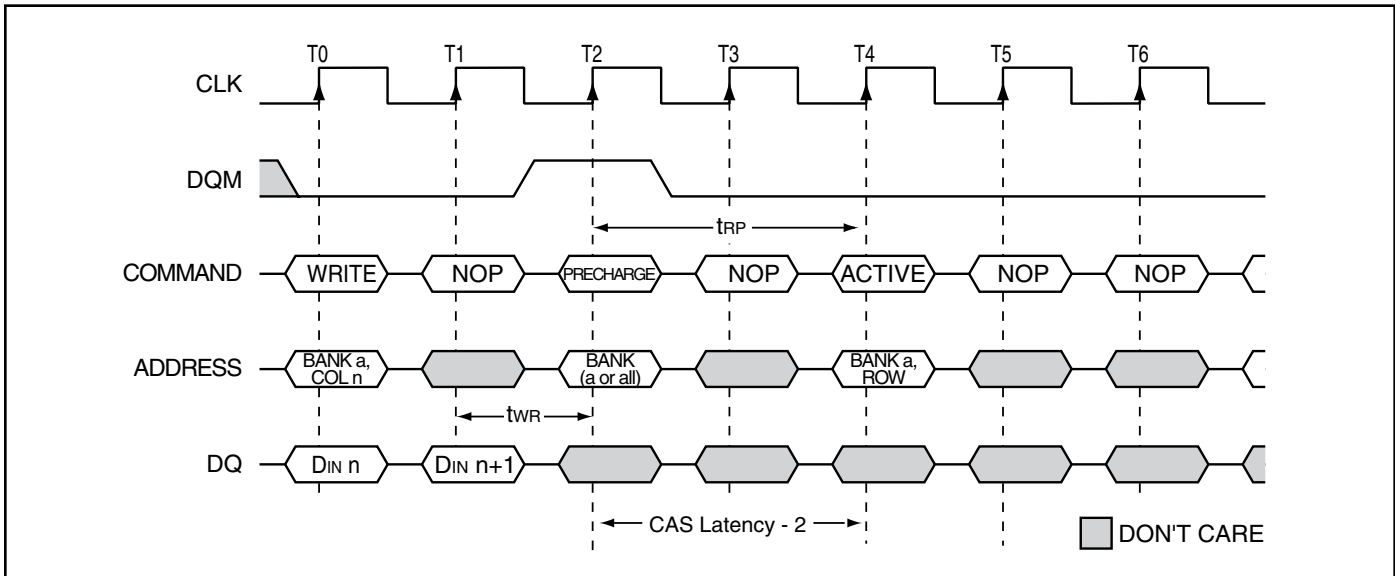 T0 T1 T2 T3 T4 T5 T6
CLK
DQM
tRP
COMMAND WRITE NOP PRECHARGE NOP ACTIVE NOP NOP
ADDRESS BANK a, COL n BANK (a or all) BANK a, ROW
tWR
DQ DIN n DIN n+1
CAS Latency - 2
DON'T CARE